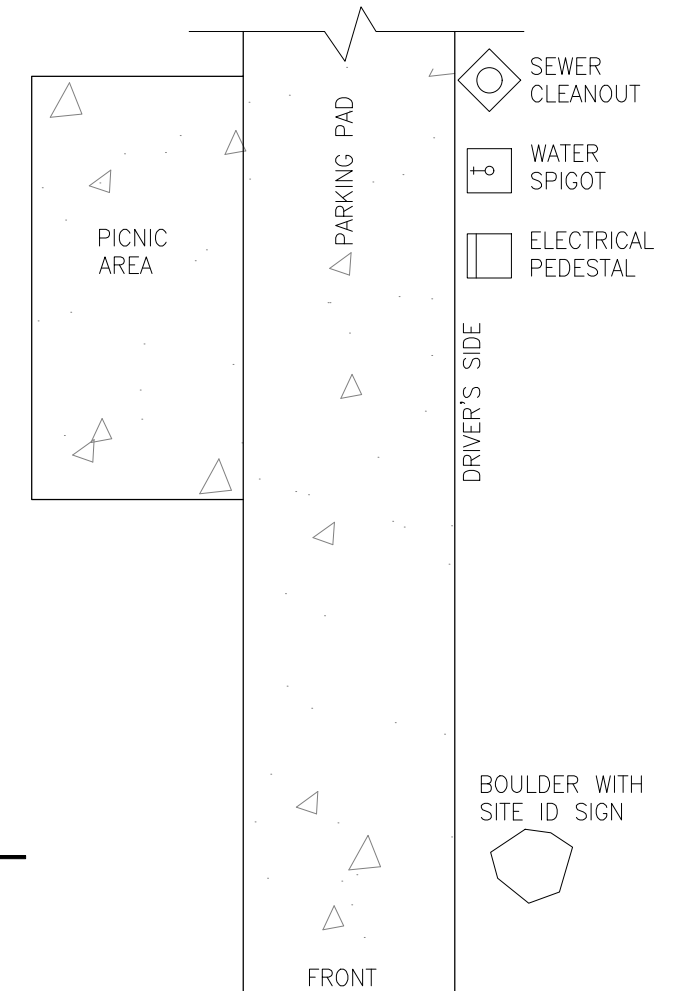 SEWER
CLEANOUT
PARKING PAD
WATER
SPIGOT
PICNIC
AREA
ELECTRICAL
PEDESTAL
DRIVER'S SIDE
BOULDER WITH
SITE ID SIGN
FRONT